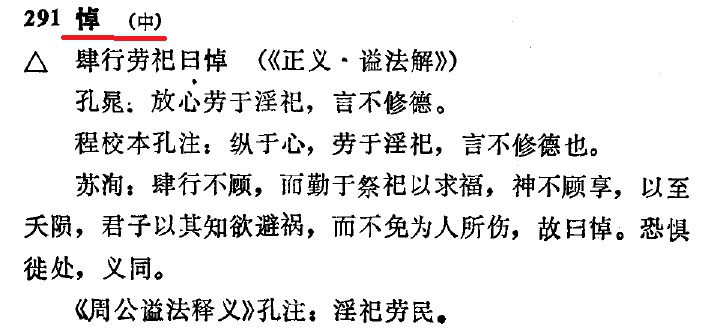 291 悼 (中)
△ 肆行劳祀曰悼 (《正义·谥法解》)
孔晁：放心劳于淫祀，言不修德。
程校本孔注：纵于心，劳于淫祀，言不修德也。
苏洵：肆行不顾，而勤于祭祀以求福，神不顾享，以至
夭陨，君子以其知欲避祸，而不免为人所伤，故曰悼。恐惧
徙处，义同。
《周公谥法释义》孔注：淫祀劳民。